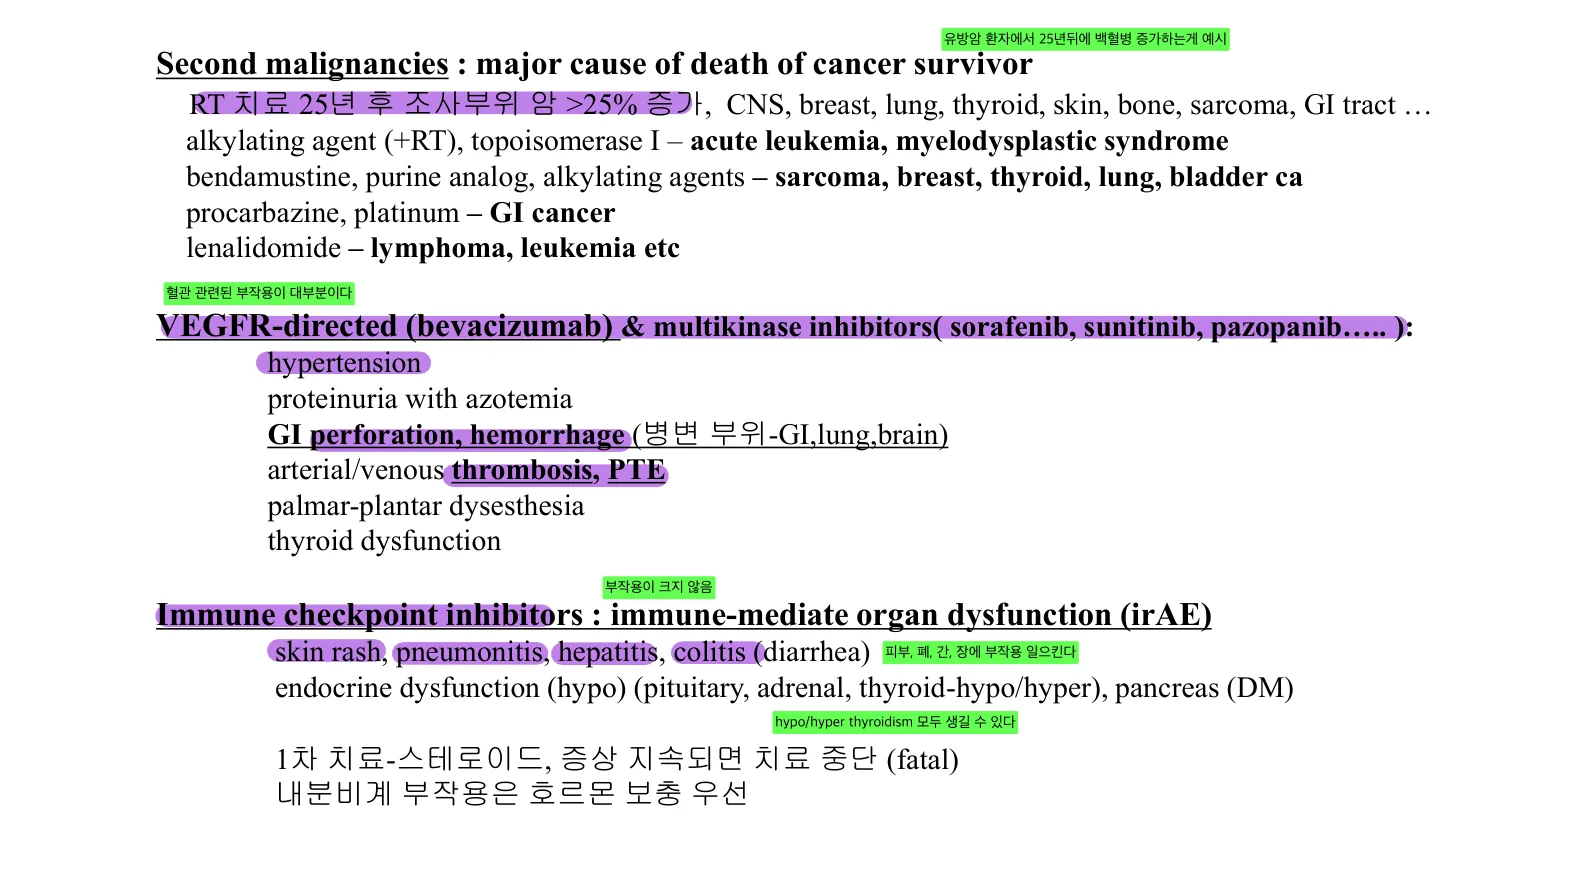 유방암 환자에서 25년뒤에 백혈병 증가하는게 예시
Second malignancies : major cause of death of cancer survivor
RT 치료 25년 후 조사부위 암 >25% 증가, CNS, breast, lung, thyroid, skin, bone, sarcoma, GI tract …
alkylating agent (+RT), topoisomerase I – acute leukemia, myelodysplastic syndrome
bendamustine, purine analog, alkylating agents – sarcoma, breast, thyroid, lung, bladder ca
procarbazine, platinum – GI cancer
lenalidomide – lymphoma, leukemia etc
혈관 관련된 부작용이 대부분이다
VEGFR-directed (bevacizumab) & multikinase inhibitors( sorafenib, sunitinib, pazopanib….. ):
hypertension
proteinuria with azotemia
GI perforation, hemorrhage (병변 부위-GI,lung,brain)
arterial/venous thrombosis, PTE
palmar-plantar dysesthesia
thyroid dysfunction
부작용이 크지 않음
Immune checkpoint inhibitors : immune-mediate organ dysfunction (irAE)
skin rash, pneumonitis, hepatitis, colitis (diarrhea) 피부, 폐, 간, 장에 부작용 일으킨다
endocrine dysfunction (hypo) (pituitary, adrenal, thyroid-hypo/hyper), pancreas (DM)
hypo/hyper thyroidism 모두 생길 수 있다
1차 치료-스테로이드, 증상 지속되면 치료 중단 (fatal)
내분비계 부작용은 호르몬 보충 우선